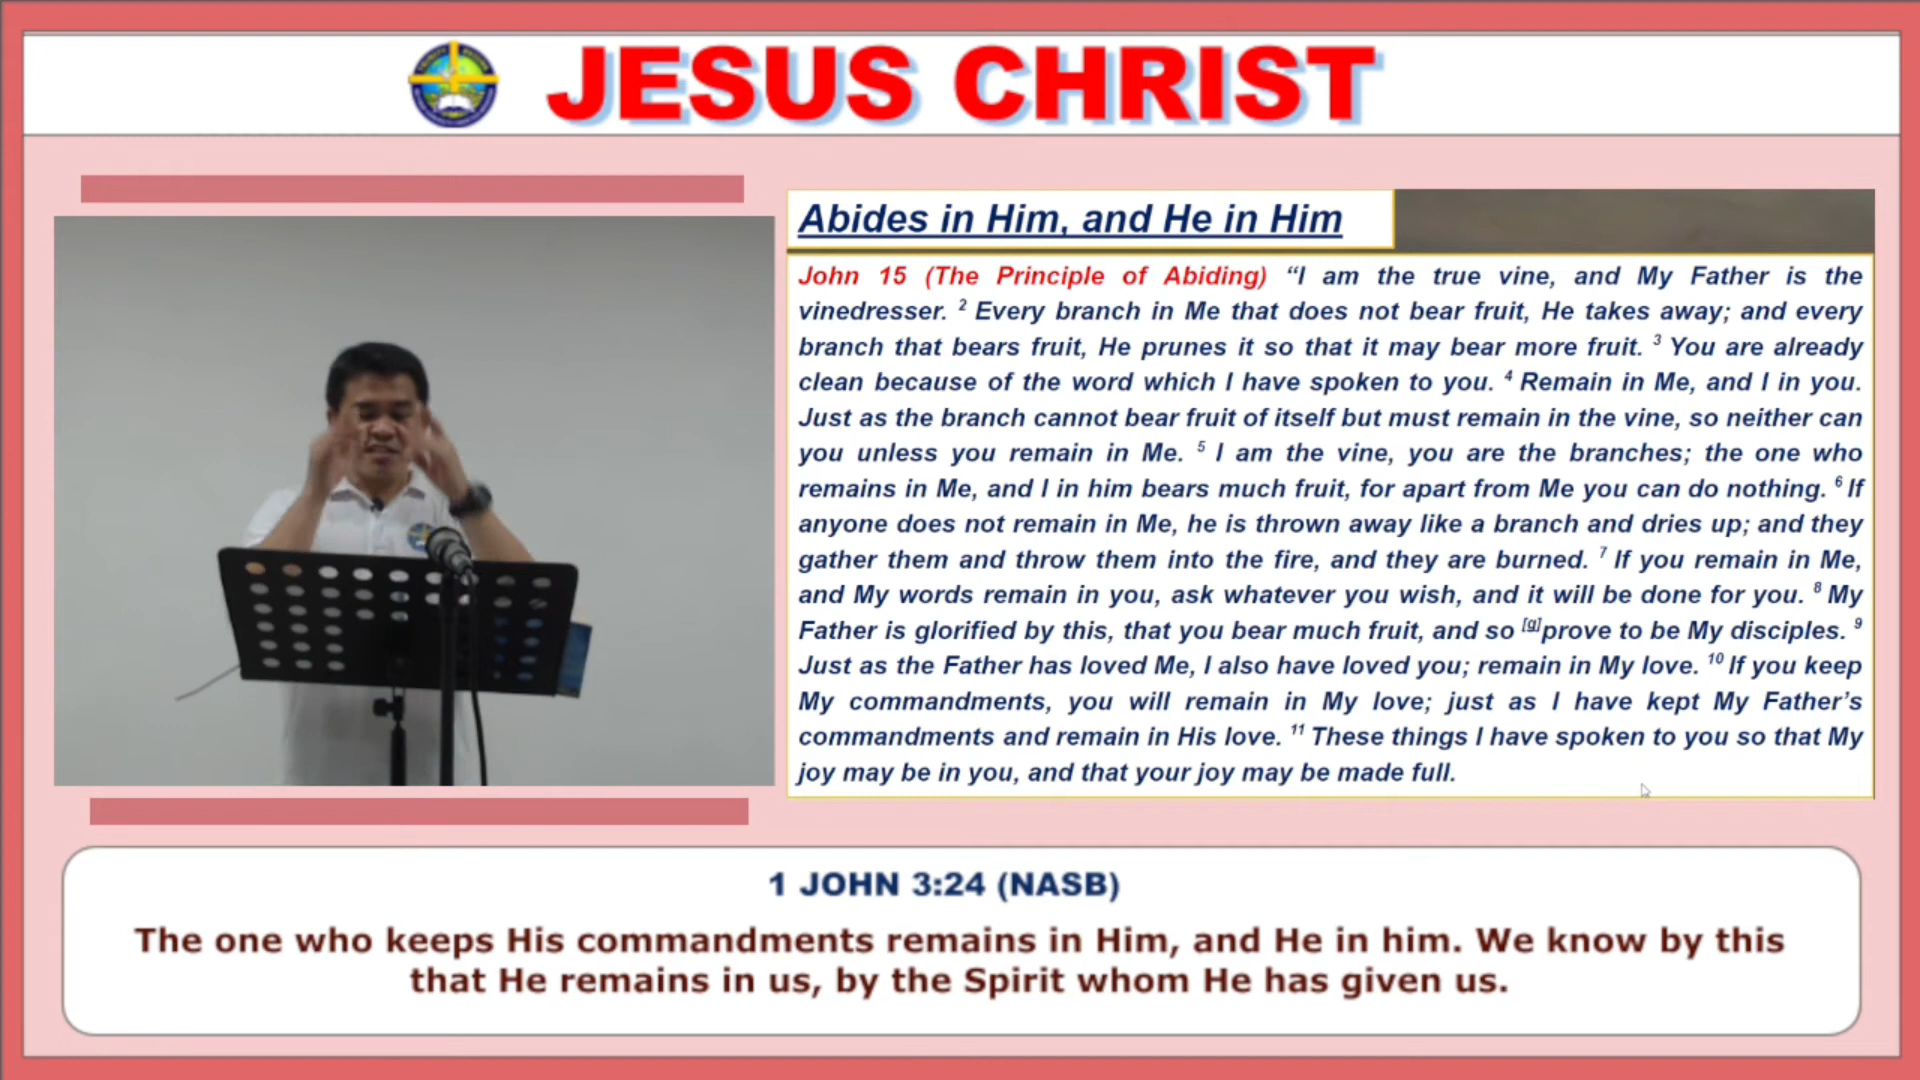 JESUS CHRIST
Abides in Him, and He in Him
John 15 (The Principle of Abiding) “I am the true vine, and My Father is the
vinedresser. 2 Every branch in Me that does not bear fruit, He takes away; and every
branch that bears fruit, He prunes it so that it may bear more fruit. 3 You are already
clean because of the word which I have spoken to you. 4 Remain in Me, and I in you.
Just as the branch cannot bear fruit of itself but must remain in the vine, so neither can
you unless you remain in Me. 5 I am the vine, you are the branches; the one who
remains in Me, and I in him bears much fruit, for apart from Me you can do nothing. 6 If
anyone does not remain in Me, he is thrown away like a branch and dries up; and they
gather them and throw them into the fire, and they are burned. 7 If you remain in Me,
and My words remain in you, ask whatever you wish, and it will be done for you. 8 My
Father is glorified by this, that you bear much fruit, and so [g]prove to be My disciples. 9
Just as the Father has loved Me, I also have loved you; remain in My love. 10 If you keep
My commandments, you will remain in My love; just as I have kept My Father’s
commandments and remain in His love. 11 These things I have spoken to you so that My
joy may be in you, and that your joy may be made full.
1 JOHN 3:24 (NASB)
The one who keeps His commandments remains in Him, and He in him. We know by this
that He remains in us, by the Spirit whom He has given us.